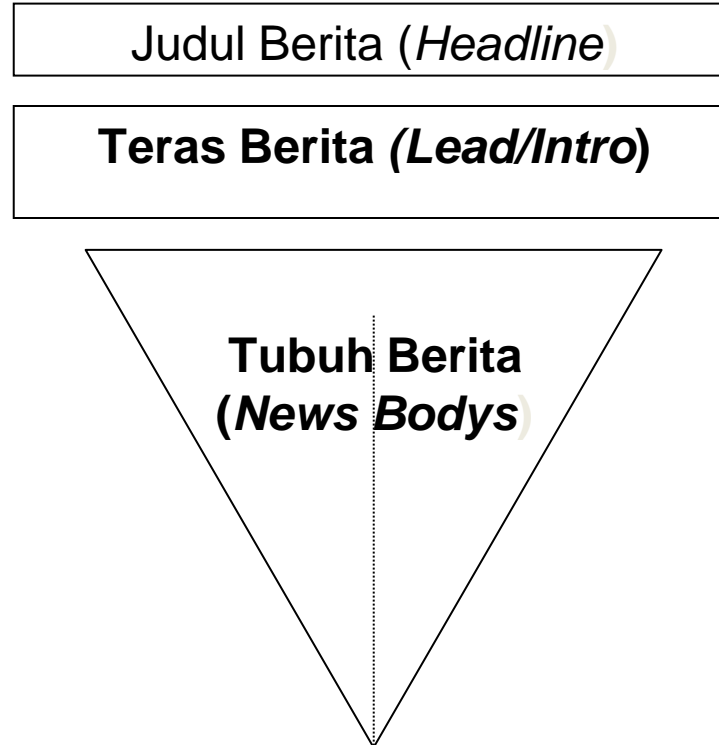 Judul Berita (Headline)
Teras Berita (Lead/Intro)
Tubuh Berita
(News Bodys)